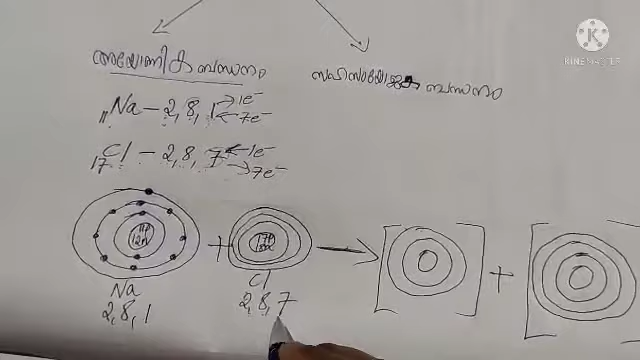 KINEMASTER
അയോണിക ബന്ധനം
സഹസംയോജക ബന്ധനം
11Na - 2,8,1 → 1e⁻
← 7e⁻
17Cl - 2,8,7 ← 1e⁻
→ 7e⁻
11P
12n
+
17P
→
+
Na
2,8,1
Cl
2,8,7